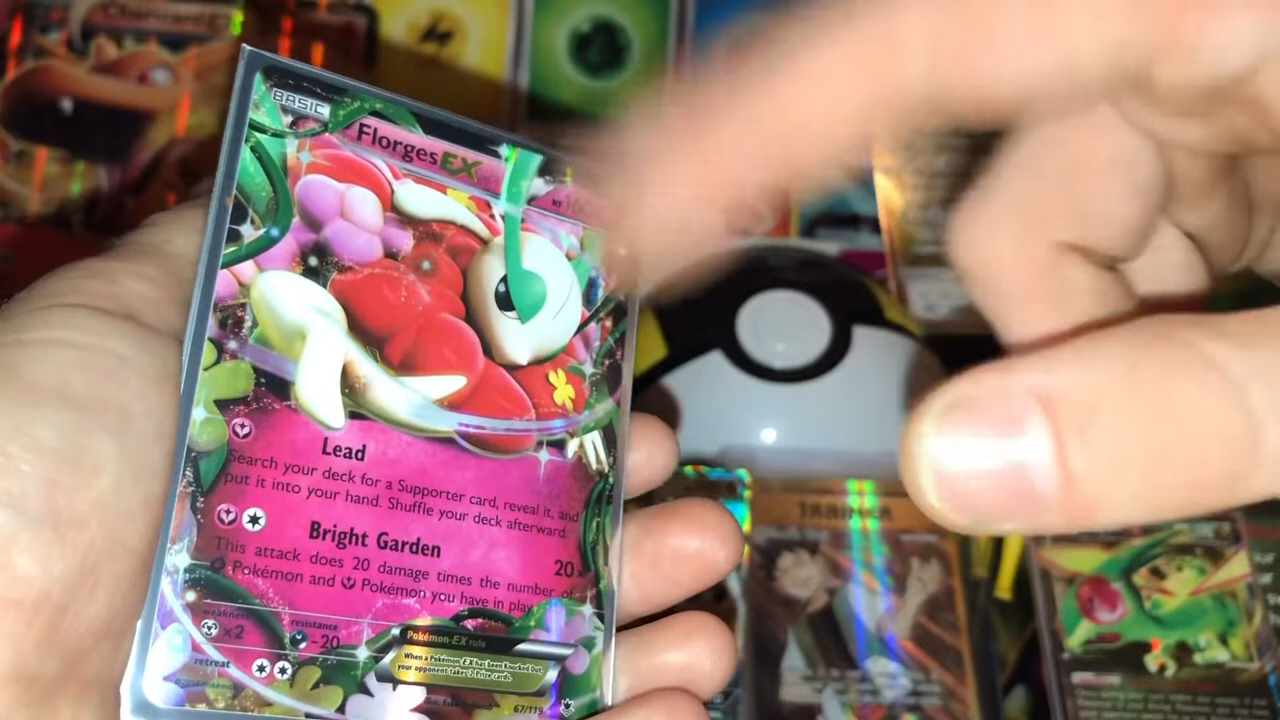 BASIC
Florges EX
Lead
Search your deck for a Supporter card, reveal it, and
put it into your hand. Shuffle your deck afterward.
Bright Garden
20×
This attack does 20 damage times the number of
Pokémon and Pokémon you have in play.
weakness
×2
resistance
-20
retreat
Pokémon-EX rule
When a Pokémon-EX has been Knocked Out,
your opponent takes 2 Prize cards.
67/119